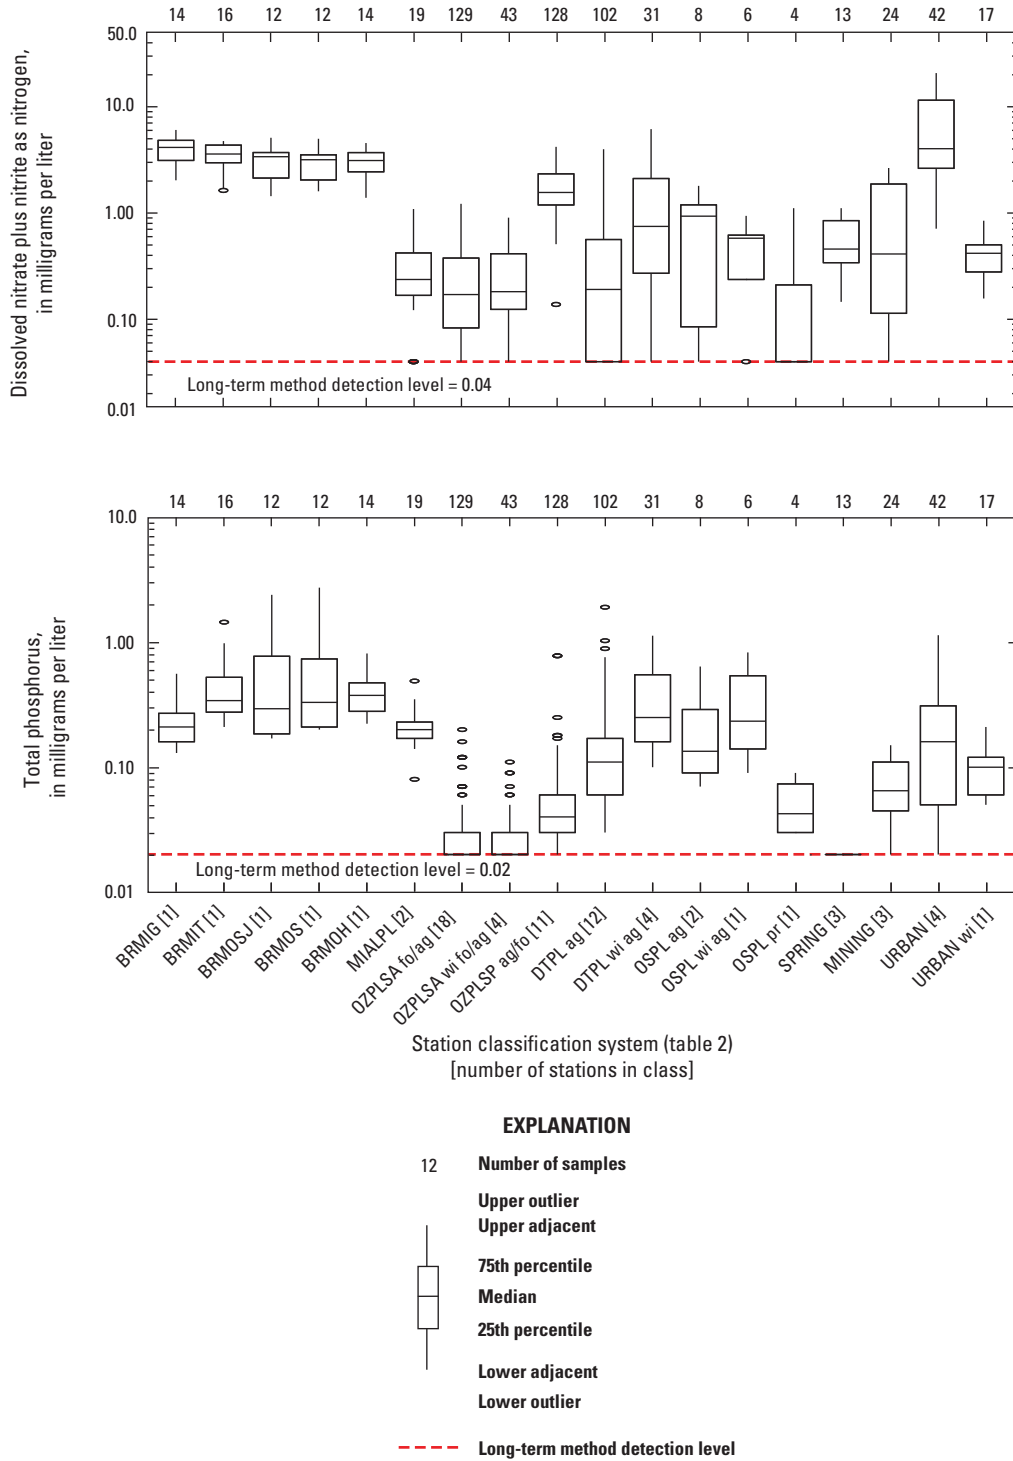 14 16 12 12 14 19 129 43 128 102 31 8 6 4 13 24 42 17
Dissolved nitrate plus nitrite as nitrogen,
in milligrams per liter
50.0
10.0
1.00
0.10
0.01
Long-term method detection level = 0.04
14 16 12 12 14 19 129 43 128 102 31 8 6 4 13 24 42 17
Total phosphorus,
in milligrams per liter
10.0
1.00
0.10
0.01
Long-term method detection level = 0.02
BRMIG [1]
BRMIT [1]
BRMOSJ [1]
BRMOS [1]
BRMOH [1]
MIALPL [2]
OZPLSA fo/ag [18]
OZPLSA wi fo/ag [4]
OZPLSP ag/fo [11]
DTPL ag [12]
DTPL wi ag [4]
OSPL ag [2]
OSPL wi ag [1]
OSPL pr [1]
SPRING [3]
MINING [3]
URBAN [4]
URBAN wi [1]
Station classification system (table 2)
[number of stations in class]
EXPLANATION
12 Number of samples
Upper outlier
Upper adjacent
75th percentile
Median
25th percentile
Lower adjacent
Lower outlier
Long-term method detection level